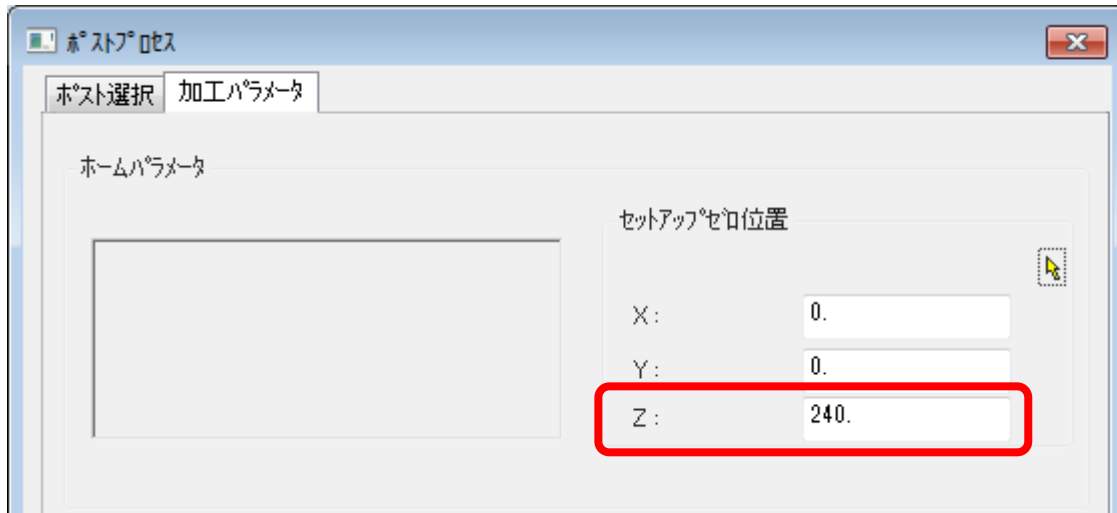 ﾎﾟｽﾄﾌﾟﾛｾｽ
ﾎﾟｽﾄ選択 加工ﾊﾟﾗﾒｰﾀ
ﾎｰﾑﾊﾟﾗﾒｰﾀ
ｾｯﾄｱｯﾌﾟｾﾞﾛ位置
X : 0.
Y : 0.
Z : 240.